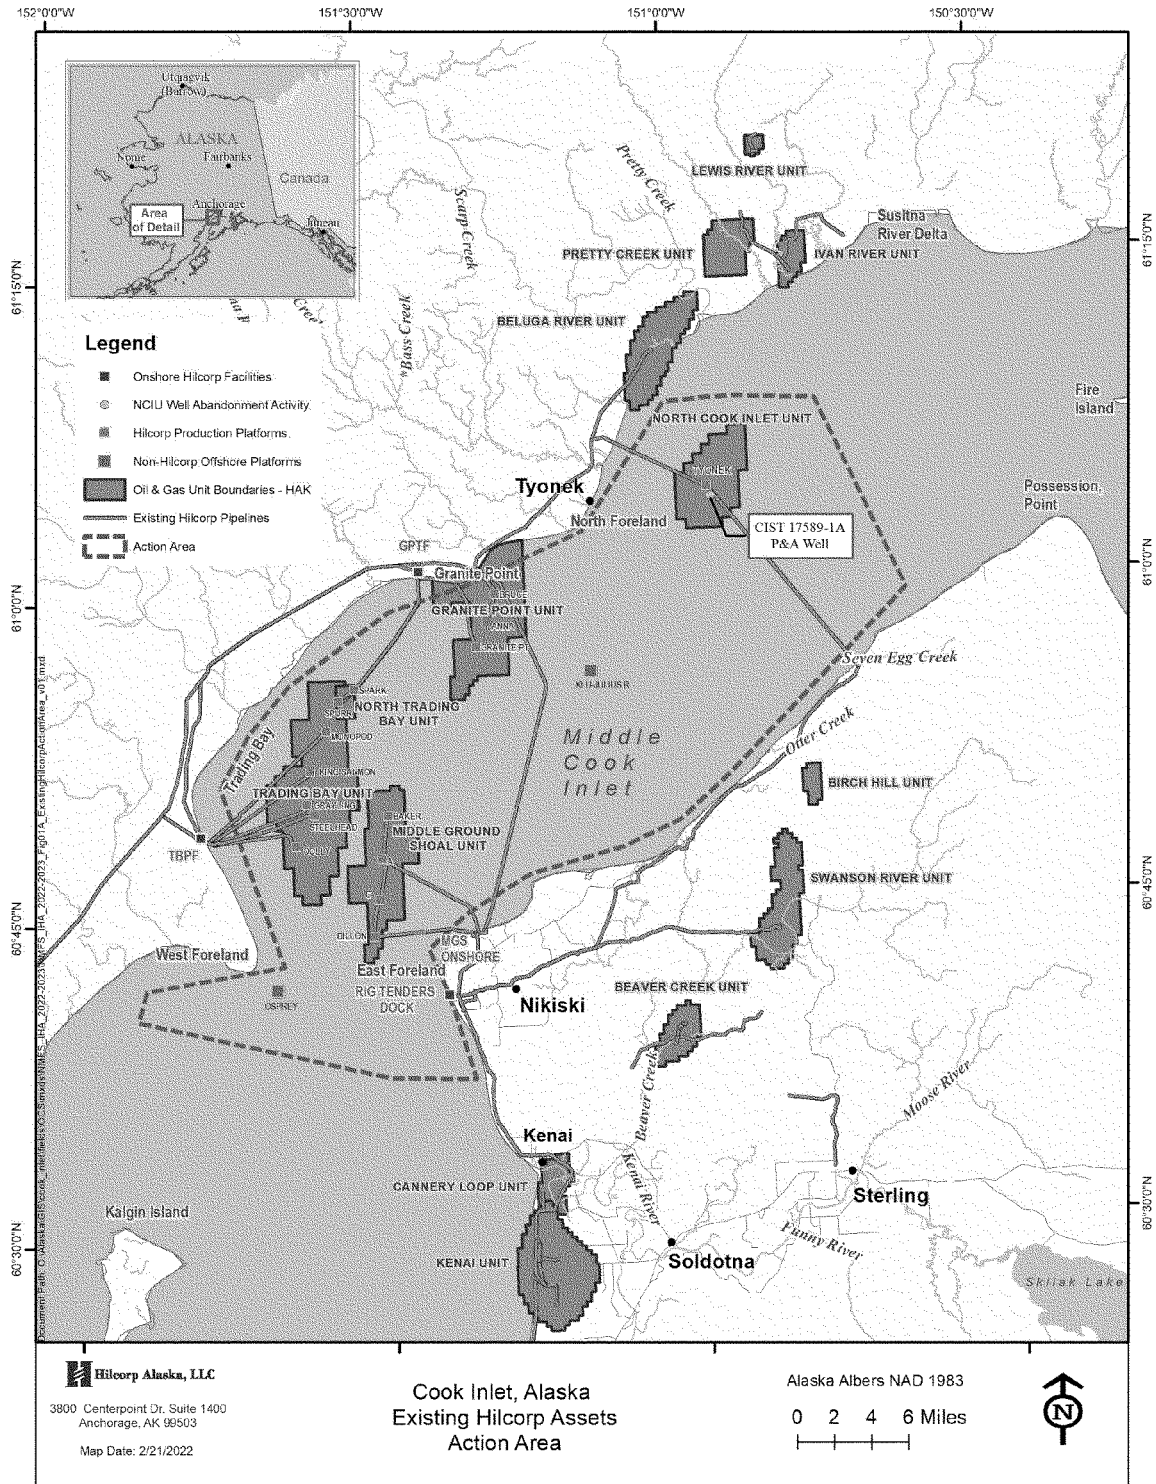 152°0'0"W
151°30'0"W
151°0'0"W
150°30'0"W
Utqiagvik
(Barrow)
ALASKA
Nome
Fairbanks
Canada
Anchorage
Area
of Detail
Juneau
Legend
Onshore Hilcorp Facilities
NCIU Well Abandonment Activity
Hilcorp Production Platforms
Non-Hilcorp Offshore Platforms
Oil & Gas Unit Boundaries - HAK
Existing Hilcorp Pipelines
Action Area
61°15'0"N
61°0'0"N
60°45'0"N
60°30'0"N
61°15'0"N
61°0'0"N
60°45'0"N
60°30'0"N
Pretty Creek
LEWIS RIVER UNIT
Scarp Creek
Susitna
River Delta
PRETTY CREEK UNIT
IVAN RIVER UNIT
Bass Creek
BELUGA RIVER UNIT
Fire
Island
NORTH COOK INLET UNIT
TYONEK
Tyonek
Possession,
Point
North Foreland
CIST 17589-1A
P&A Well
GPTF
Granite Point
BRUCE
GRANITE POINT UNIT
ANNA
GRANITE PT
Seven Egg Creek
SPARK
NORTH TRADING
BAY UNIT
SPURR
MONOPOD
Trading Bay
Middle
Cook
Inlet
Otter Creek
KING SALMON
TRADING BAY UNIT
GRAYLING
BIRCH HILL UNIT
STEELHEAD
BAKER
MIDDLE GROUND
SHOAL UNIT
TBPF
DOLLY
SWANSON RIVER UNIT
DILLON
MGS
ONSHORE
West Foreland
East Foreland
RIG TENDERS
DOCK
OSPREY
Nikiski
BEAVER CREEK UNIT
Beaver Creek
Moose River
Kenai
Kenai River
CANNERY LOOP UNIT
Sterling
Kalgin Island
Funny River
KENAI UNIT
Soldotna
Skilak Lake
Hilcorp Alaska, LLC
3800 Centerpoint Dr. Suite 1400
Anchorage, AK 99503
Map Date: 2/21/2022
Cook Inlet, Alaska
Existing Hilcorp Assets
Action Area
Alaska Albers NAD 1983
0 2 4 6 Miles
N